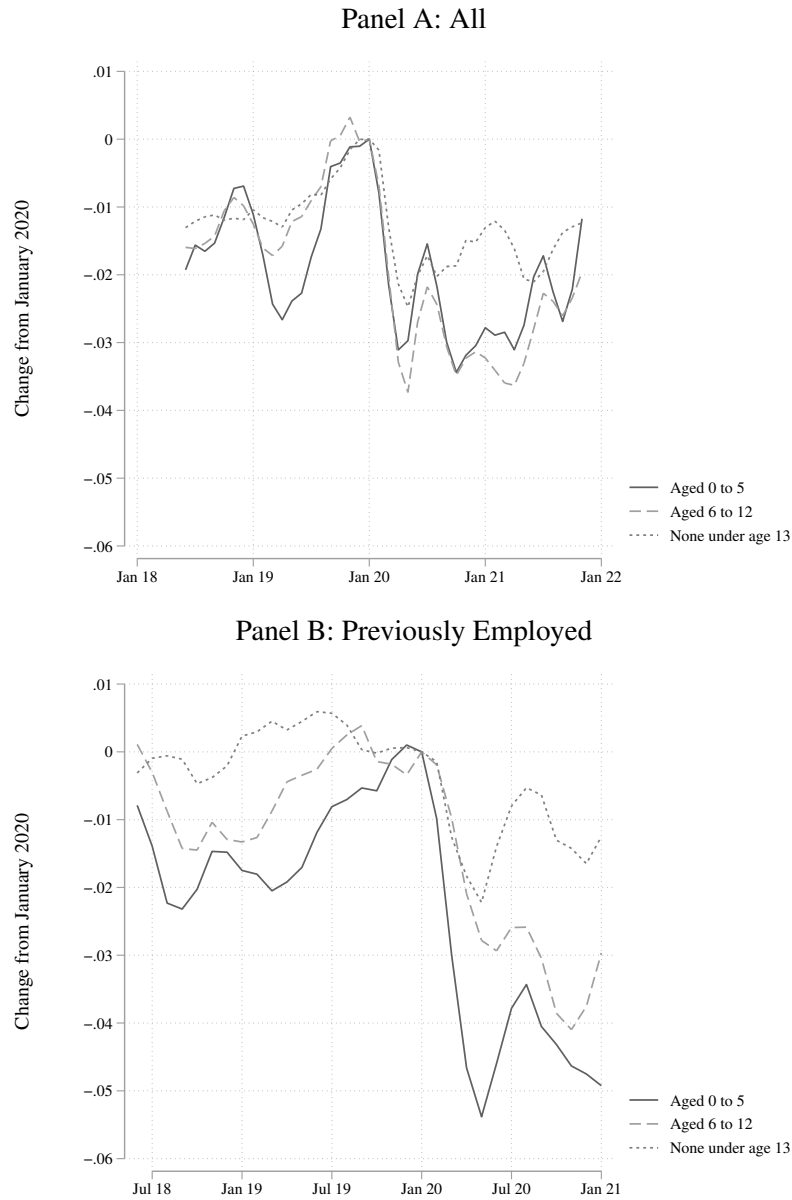 Panel A: All
Change from January 2020
.01
0
−.01
−.02
−.03
−.04
−.05
−.06
Jan 18 Jan 19 Jan 20 Jan 21 Jan 22
Aged 0 to 5
Aged 6 to 12
None under age 13
Panel B: Previously Employed
Change from January 2020
.01
0
−.01
−.02
−.03
−.04
−.05
−.06
Jul 18 Jan 19 Jul 19 Jan 20 Jul 20 Jan 21
Aged 0 to 5
Aged 6 to 12
None under age 13